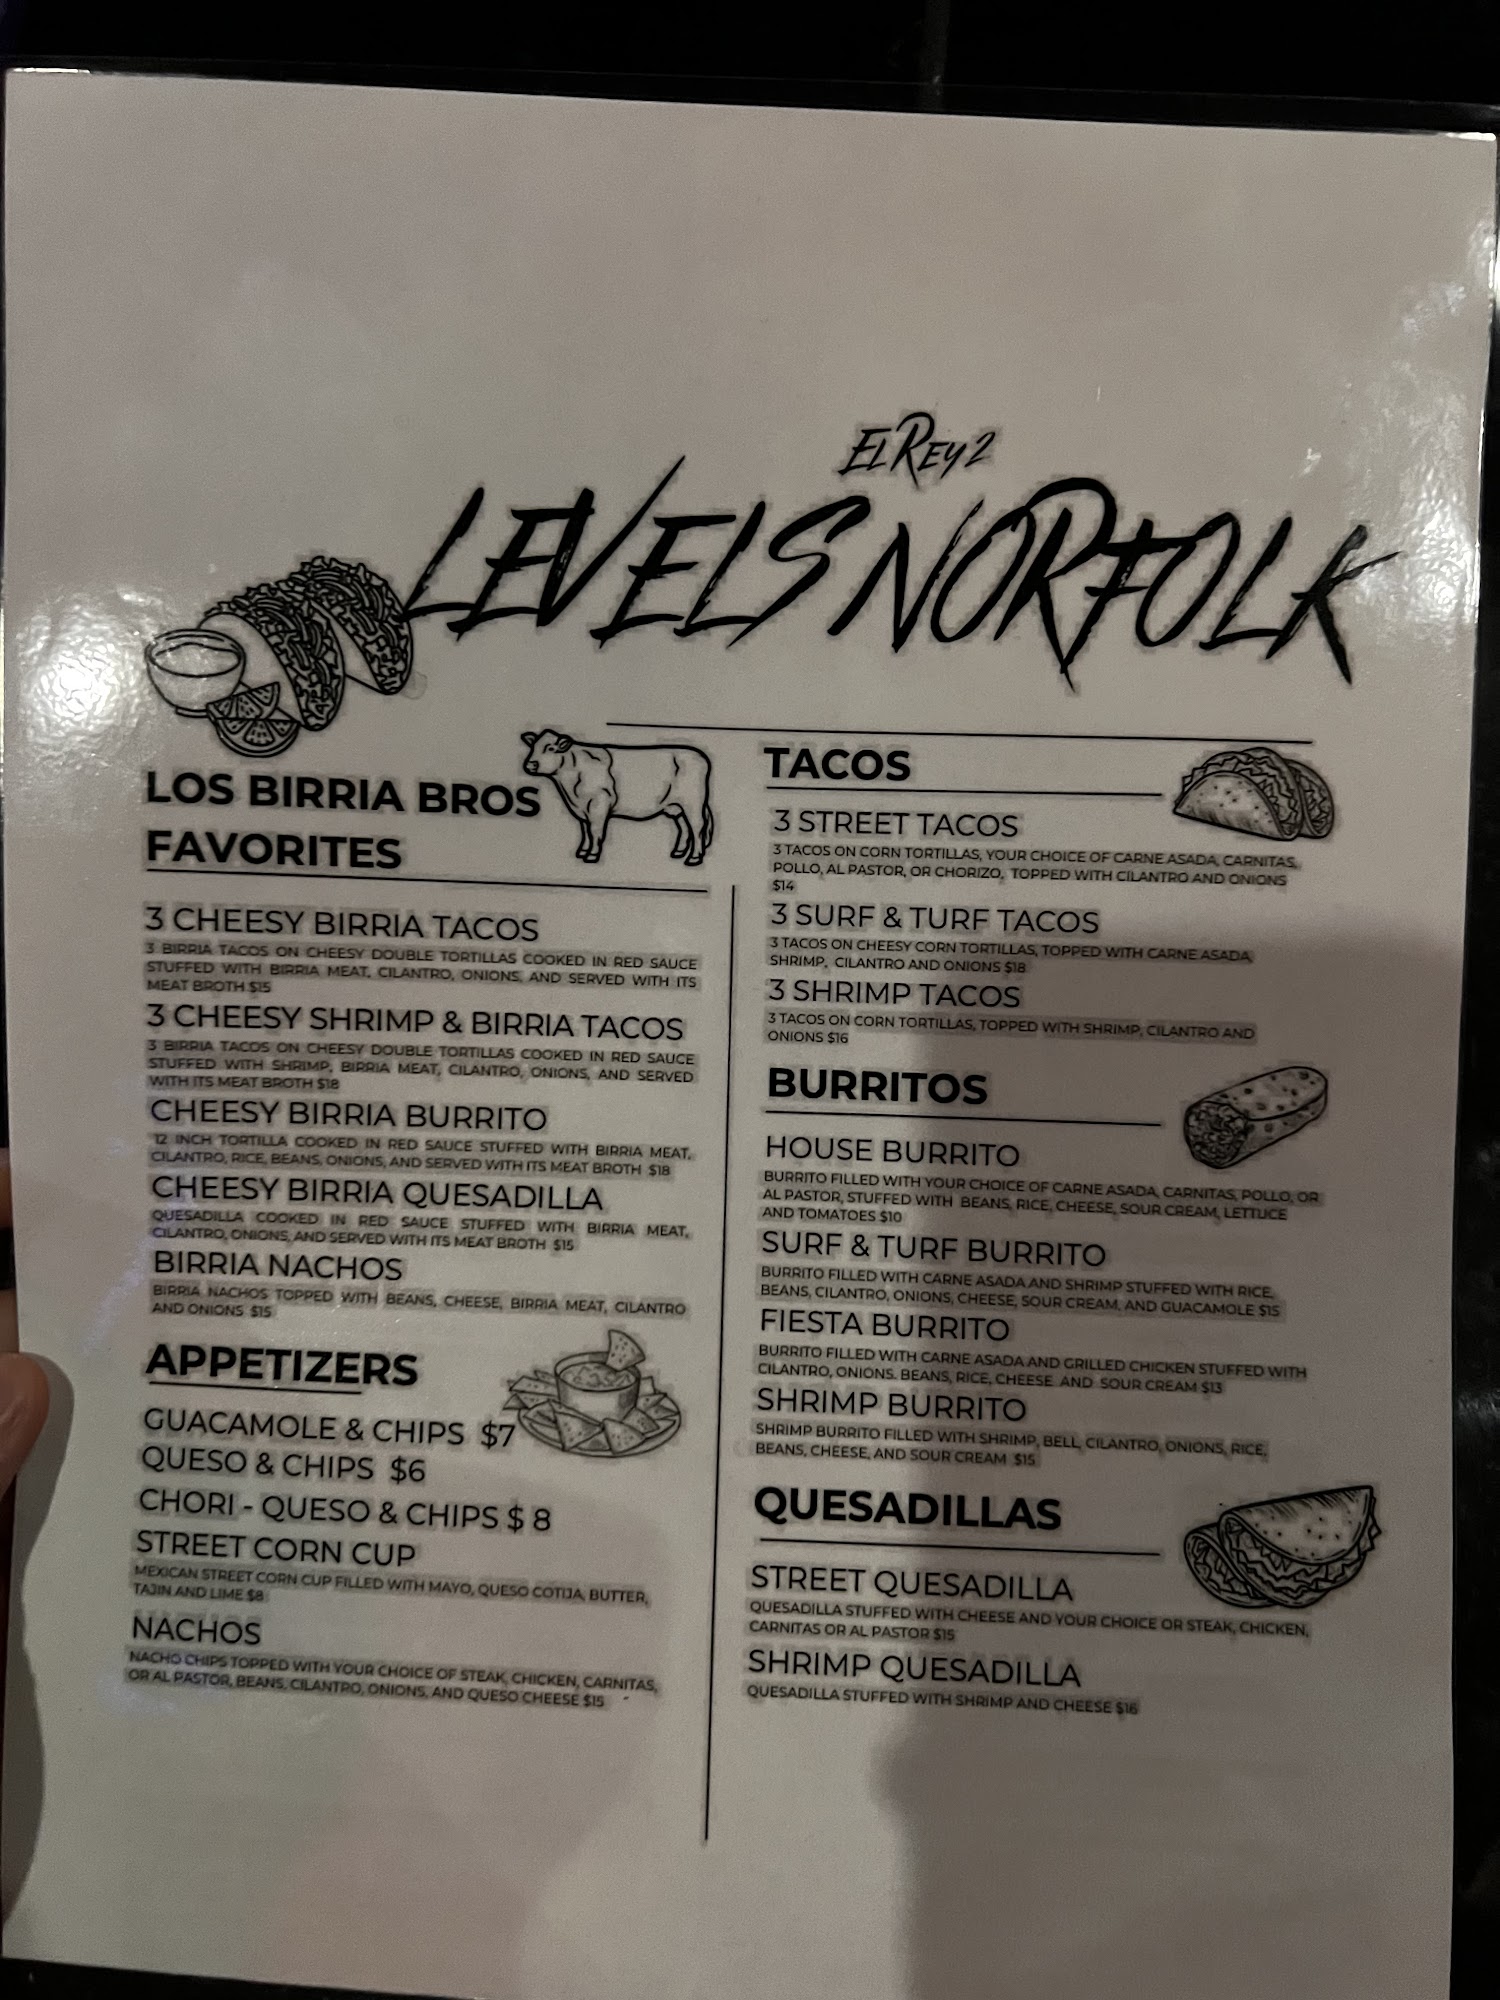 EL REY 2
LEVELS NORFOLK
LOS BIRRIA BROS
FAVORITES
3 CHEESY BIRRIA TACOS
3 BIRRIA TACOS ON CHEESY DOUBLE TORTILLAS COOKED IN RED SAUCE
STUFFED WITH BIRRIA MEAT, CILANTRO, ONIONS, AND SERVED WITH ITS
MEAT BROTH $15
3 CHEESY SHRIMP & BIRRIA TACOS
3 BIRRIA TACOS ON CHEESY DOUBLE TORTILLAS COOKED IN RED SAUCE
STUFFED WITH SHRIMP, BIRRIA MEAT, CILANTRO, ONIONS, AND SERVED
WITH ITS MEAT BROTH $18
CHEESY BIRRIA BURRITO
12 INCH TORTILLA COOKED IN RED SAUCE STUFFED WITH BIRRIA MEAT,
CILANTRO, RICE, BEANS, ONIONS, AND SERVED WITH ITS MEAT BROTH $18
CHEESY BIRRIA QUESADILLA
QUESADILLA COOKED IN RED SAUCE STUFFED WITH BIRRIA MEAT,
CILANTRO, ONIONS, AND SERVED WITH ITS MEAT BROTH $15
BIRRIA NACHOS
BIRRIA NACHOS TOPPED WITH BEANS, CHEESE, BIRRIA MEAT, CILANTRO
AND ONIONS $15
APPETIZERS
GUACAMOLE & CHIPS $7
QUESO & CHIPS $6
CHORI - QUESO & CHIPS $ 8
STREET CORN CUP
MEXICAN STREET CORN CUP FILLED WITH MAYO, QUESO COTIJA, BUTTER,
TAJIN AND LIME $8
NACHOS
NACHO CHIPS TOPPED WITH YOUR CHOICE OF STEAK, CHICKEN, CARNITAS,
OR AL PASTOR, BEANS, CILANTRO, ONIONS, AND QUESO CHEESE $15
TACOS
3 STREET TACOS
3 TACOS ON CORN TORTILLAS, YOUR CHOICE OF CARNE ASADA, CARNITAS,
POLLO, AL PASTOR, OR CHORIZO, TOPPED WITH CILANTRO AND ONIONS
$14
3 SURF & TURF TACOS
3 TACOS ON CHEESY CORN TORTILLAS, TOPPED WITH CARNE ASADA,
SHRIMP, CILANTRO AND ONIONS $18
3 SHRIMP TACOS
3 TACOS ON CORN TORTILLAS, TOPPED WITH SHRIMP, CILANTRO AND
ONIONS $16
BURRITOS
HOUSE BURRITO
BURRITO FILLED WITH YOUR CHOICE OF CARNE ASADA, CARNITAS, POLLO, OR
AL PASTOR, STUFFED WITH BEANS, RICE, CHEESE, SOUR CREAM, LETTUCE
AND TOMATOES $10
SURF & TURF BURRITO
BURRITO FILLED WITH CARNE ASADA AND SHRIMP STUFFED WITH RICE,
BEANS, CILANTRO, ONIONS, CHEESE, SOUR CREAM, AND GUACAMOLE $15
FIESTA BURRITO
BURRITO FILLED WITH CARNE ASADA AND GRILLED CHICKEN STUFFED WITH
CILANTRO, ONIONS. BEANS, RICE, CHEESE AND SOUR CREAM $13
SHRIMP BURRITO
SHRIMP BURRITO FILLED WITH SHRIMP, BELL, CILANTRO, ONIONS, RICE,
BEANS, CHEESE, AND SOUR CREAM $15
QUESADILLAS
STREET QUESADILLA
QUESADILLA STUFFED WITH CHEESE AND YOUR CHOICE OR STEAK, CHICKEN,
CARNITAS OR AL PASTOR $15
SHRIMP QUESADILLA
QUESADILLA STUFFED WITH SHRIMP AND CHEESE $16